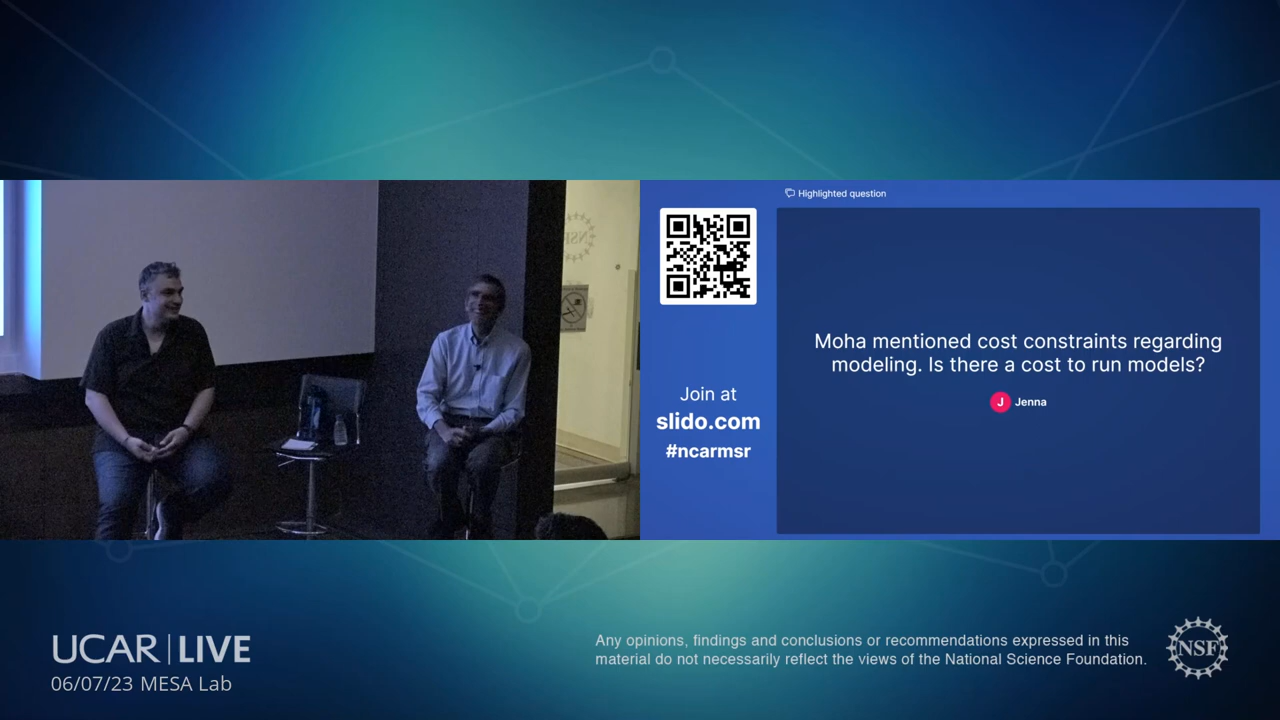 Highlighted question
Moha mentioned cost constraints regarding
modeling. Is there a cost to run models?
J Jenna
Join at
slido.com
#ncarmsr
NSF
UCAR | LIVE
06/07/23 MESA Lab
Any opinions, findings and conclusions or recommendations expressed in this
material do not necessarily reflect the views of the National Science Foundation.
NSF